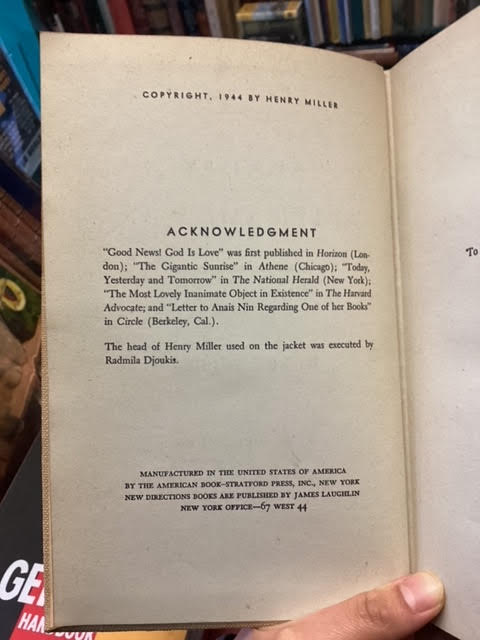 COPYRIGHT, 1944 BY HENRY MILLER
ACKNOWLEDGMENT
"Good News! God Is Love" was first published in Horizon (Lon-
don); "The Gigantic Sunrise" in Athene (Chicago); "Today,
Yesterday and Tomorrow" in The National Herald (New York);
"The Most Lovely Inanimate Object in Existence" in The Harvard
Advocate; and "Letter to Anais Nin Regarding One of her Books"
in Circle (Berkeley, Cal.).
The head of Henry Miller used on the jacket was executed by
Radmila Djoukis.
MANUFACTURED IN THE UNITED STATES OF AMERICA
BY THE AMERICAN BOOK–STRATFORD PRESS, INC., NEW YORK
NEW DIRECTIONS BOOKS ARE PUBLISHED BY JAMES LAUGHLIN
NEW YORK OFFICE—67 WEST 44
To